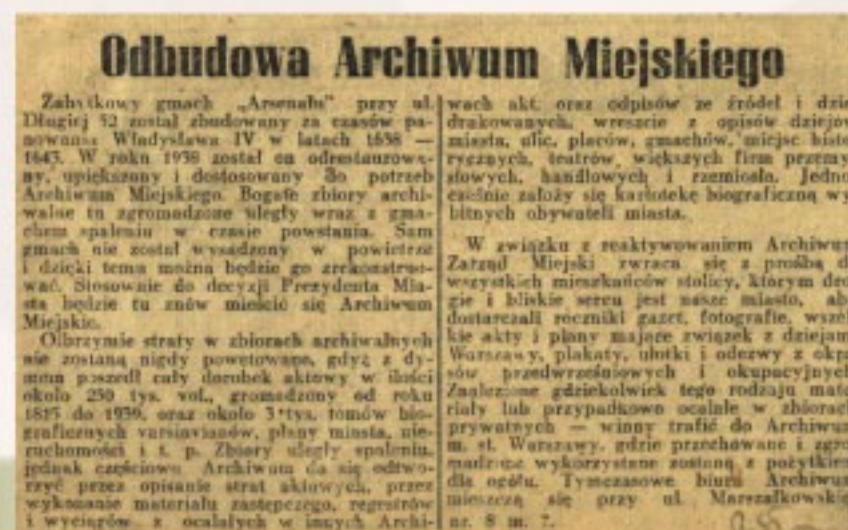 Odbudowa Archiwum Miejskiego
Zabytkowy gmach „Arsenału" przy ul.
Długiej 52 został zbudowany za czasów pa-
nowania Władysława IV w latach 1638 —
1643. W roku 1938 został on odrestaurowa-
ny, upiększony i dostosowany do potrzeb
Archiwum Miejskiego. Bogate zbiory archi-
walne tu zgromadzone uległy wraz z gma-
chem spaleniu w czasie powstania. Sam
gmach nie został wysadzony w powietrze
i dzięki temu można będzie go zrekonstruo-
wać. Stosownie do decyzji Prezydenta Mia-
sta będzie tu znów mieścić się Archiwum
Miejskie.
Olbrzymie straty w zbiorach archiwalnych
nie zostaną nigdy powetowane, gdyż z dy-
mem poszedł cały dorobek aktowy w ilości
około 250 tys. vol., gromadzony od roku
1815 do 1939, oraz około 3 tys. tomów bio-
graficznych varsavianów, plany miasta, nie-
ruchomości i t. p. Zbiory uległy spaleniu,
jednak częściowo Archiwum da się odtwo-
rzyć przez opisanie strat aktowych, przez
wykonanie materiału zastępczego, regestrów
i wyciągów z ocalałych w innych Archi-
wach akt. oraz odpisów ze źródeł i dzie
drukowanych, wreszcie z opisów dziejów
miasta, ulic, placów, gmachów, miejsc histo
rycznych, teatrów, większych firm przemy
słowych, handlowych i rzemiosła. Jedno
cześnie założy się kartotekę biograficzną wy
bitnych obywateli miasta.
W związku z reaktywowaniem Archiwum
Zarząd Miejski zwraca się z prośbą d
wszystkich mieszkańców stolicy, którym dro
gie i bliskie sercu jest nasze miasto, ab
dostarczali roczniki gazet, fotografie, wszel
kie akty i plany mające związek z dziejam
Warszawy, plakaty, ulotki i odezwy z okre
sów przedwrześniowych i okupacyjnych
Znalezione gdziekolwiek tego rodzaju mate
riały lub przypadkowo ocalałe w zbiorach
prywatnych — winny trafić do Archiwum
m. st. Warszawy, gdzie przechowane i zgro
madzone wykorzystane zostaną z pożytkiem
dla ogółu. Tymczasowe biura Archiwum
mieszczą się przy ul. Marszałkowskie
nr. 8 m. 7.